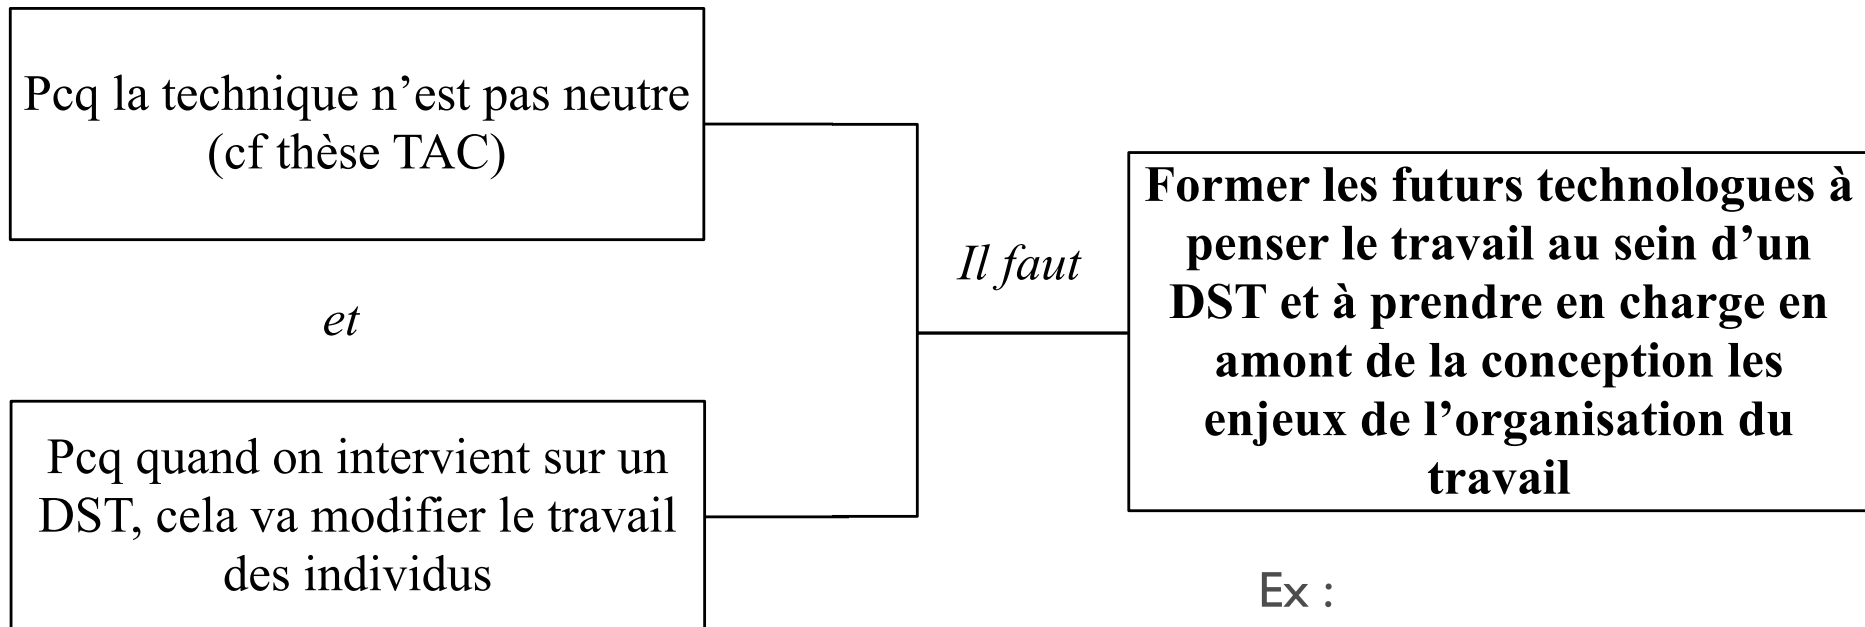 Pcq la technique n’est pas neutre
(cf thèse TAC)
et
Pcq quand on intervient sur un
DST, cela va modifier le travail
des individus
Il faut
Former les futurs technologues à
penser le travail au sein d’un
DST et à prendre en charge en
amont de la conception les
enjeux de l’organisation du
travail
Ex :